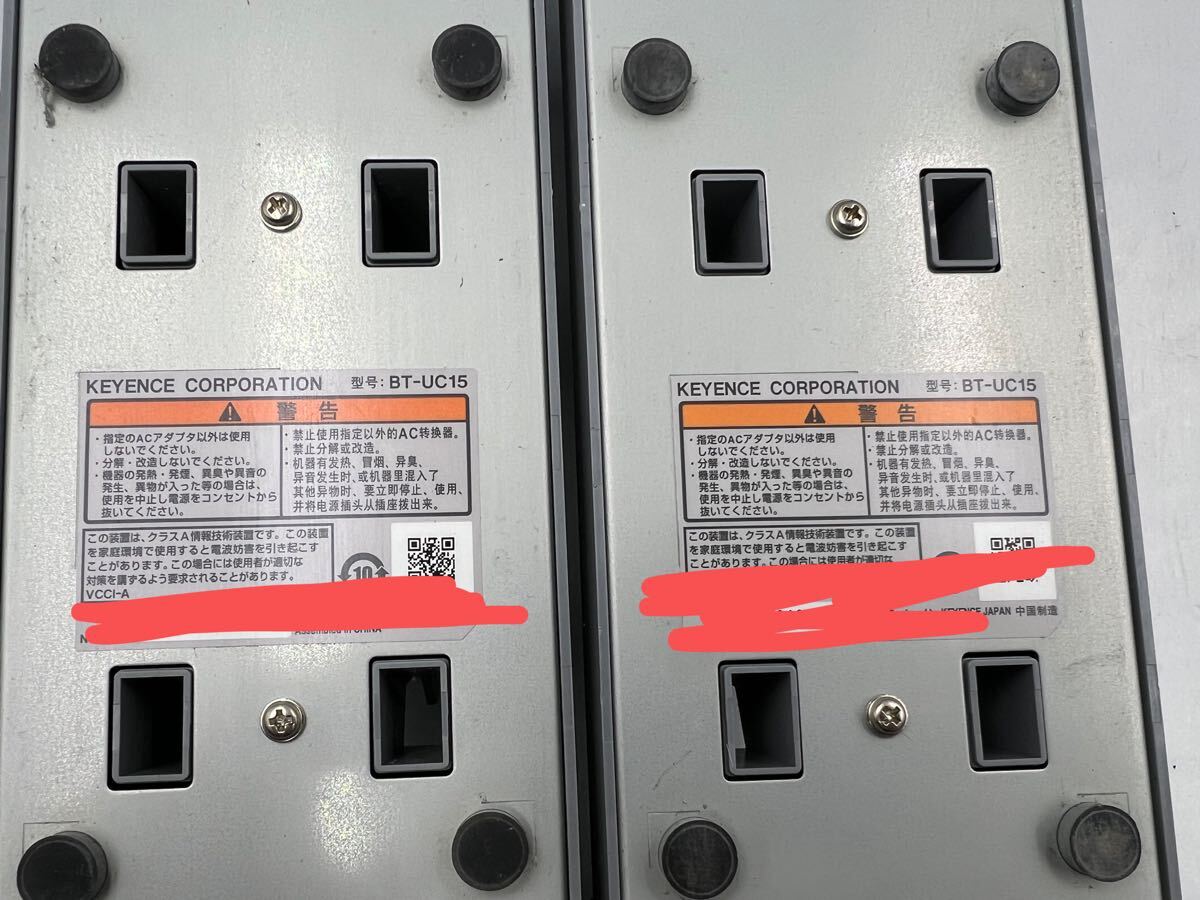 KEYENCE CORPORATION 型号: BT-UC15
警 告
・指定のACアダプタ以外は使用
しないでください。
・分解・改造しないでください。
・機器の発熱・発煙、異臭や異音の
発生、異物が入った等の場合は、
使用を中止し電源をコンセントから
抜いてください。
・禁止使用指定以外的AC转换器。
・禁止分解或改造。
・机器有发热、冒烟、异臭、
异音发生时、或机器里混入了
其他异物时、要立即停止、使用、
并将电源插头从插座拨出来。
この装置は、クラスA情報技術装置です。この装置
を家庭環境で使用すると電波妨害を引き起こす
ことがあります。この場合には使用者が適切な
対策を講ずるよう要求されることがあります。
VCCI-A
10
Assembled in CHINA
KEYENCE CORPORATION 型号: BT-UC15
警 告
・指定のACアダプタ以外は使用
しないでください。
・分解・改造しないでください。
・機器の発熱・発煙、異臭や異音の
発生、異物が入った等の場合は、
使用を中止し電源をコンセントから
抜いてください。
・禁止使用指定以外的AC转换器。
・禁止分解或改造。
・机器有发热、冒烟、异臭、
异音发生时、或机器里混入了
其他异物时、要立即停止、使用、
并将电源插头从插座拨出来。
この装置は、クラスA情報技術装置です。この装置
を家庭環境で使用すると電波妨害を引き起こす
ことがあります。この場合には使用者が適切な
KEYENCE JAPAN 中国制造